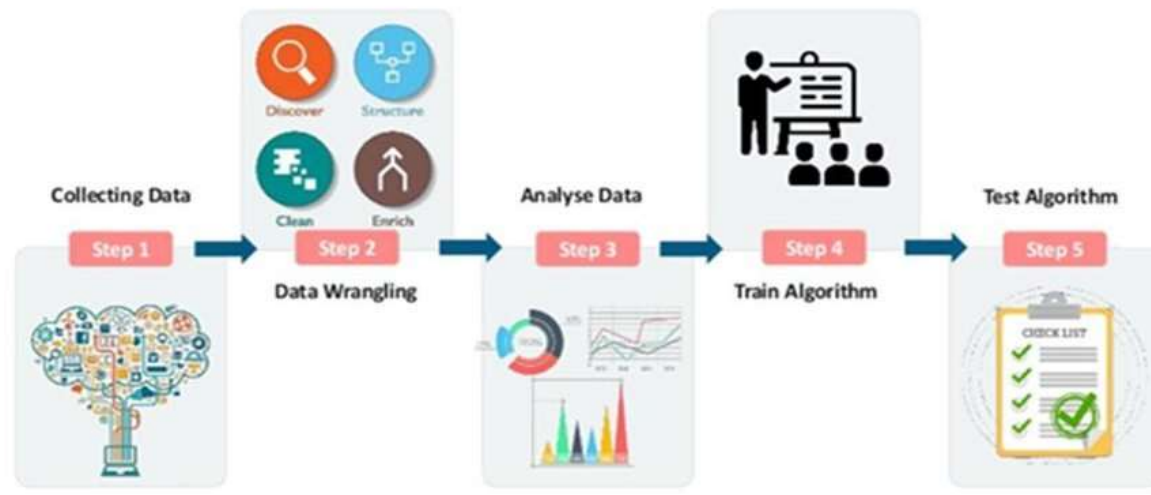 Discover
Structure
Clean
Enrich
Collecting Data
Analyse Data
Test Algorithm
Step 1
Step 2
Step 3
Step 4
Step 5
Data Wrangling
Train Algorithm
CHECK LIST